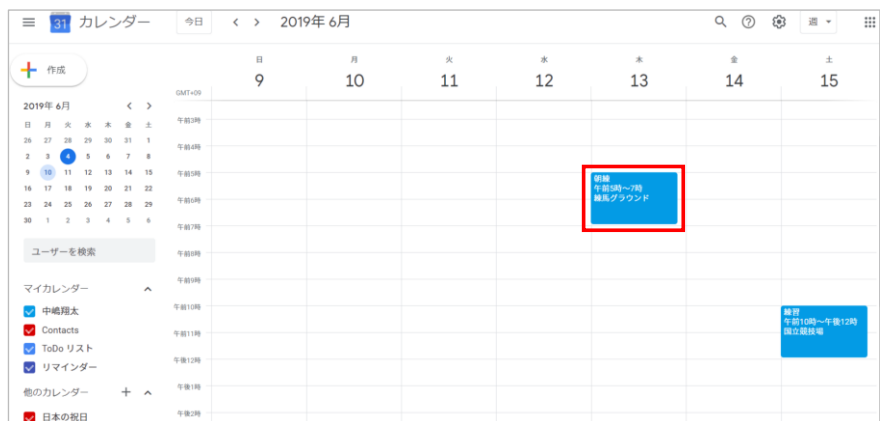 31 カレンダー 今日 2019年 6月 週
作成
日 月 火 水 木 金 土
9 10 11 12 13 14 15
GMT+09
2019年 6月
日 月 火 水 木 金 土
26 27 28 29 30 31 1
2 3 4 5 6 7 8
9 10 11 12 13 14 15
16 17 18 19 20 21 22
23 24 25 26 27 28 29
30 1 2 3 4 5 6
ユーザーを検索
マイカレンダー
中嶋翔太
Contacts
ToDo リスト
リマインダー
他のカレンダー
日本の祝日
午前3時
午前4時
午前5時
午前6時
午前7時
午前8時
午前9時
午前10時
午前11時
午後12時
午後1時
午後2時
朝練
午前5時～7時
練馬グラウンド
練習
午前10時～午後12時
国立競技場